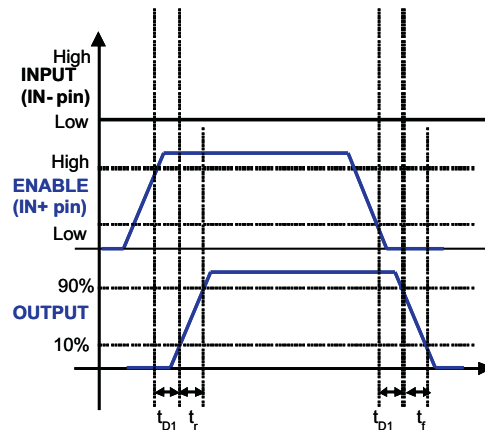 High
INPUT
(IN- pin)
Low
High
ENABLE
(IN+ pin)
Low
90%
OUTPUT
10%
tD1 tr tD1 tf